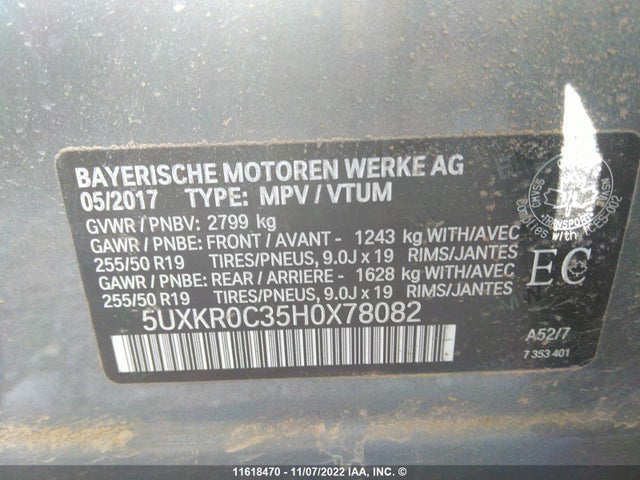 BAYERISCHE MOTOREN WERKE AG
05/2017 TYPE: MPV / VTUM
GVWR / PNBV: 2799 kg
GAWR / PNBE: FRONT / AVANT - 1243 kg WITH/AVEC
255/50 R19 TIRES/PNEUS, 9.0J x 19 RIMS/JANTES
GAWR / PNBE: REAR / ARRIERE - 1628 kg WITH/AVEC
255/50 R19 TIRES/PNEUS, 9.0J x 19 RIMS/JANTES
5UXKR0C35H0X78082
EC
A52/7
7 353 401
11618470 - 11/07/2022 IAA, INC. ©